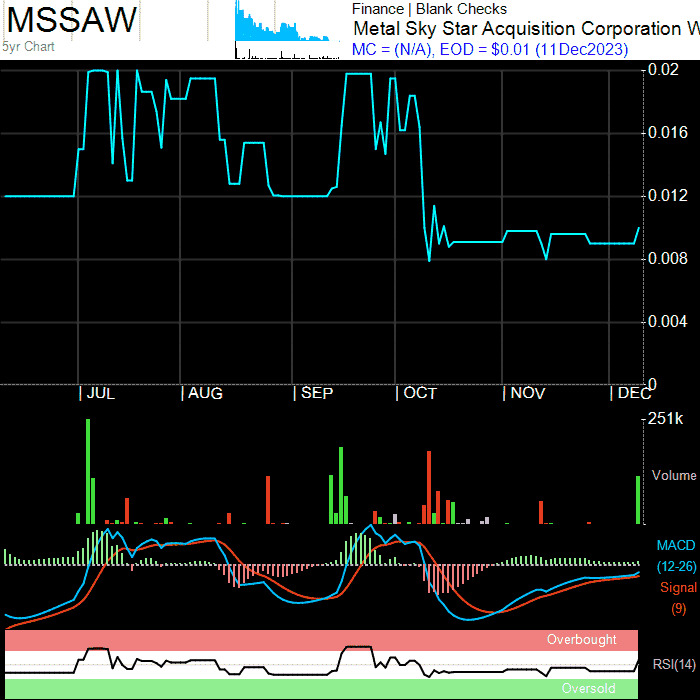 MSSAW
5yr Chart
Finance | Blank Checks
Metal Sky Star Acquisition Corporation W
MC = (N/A), EOD = $0.01 (11Dec2023)
0.02
0.016
0.012
0.008
0.004
0
JUL AUG SEP OCT NOV DEC
251k
Volume
MACD
(12-26)
Signal
(9)
Overbought
RSI(14)
Oversold